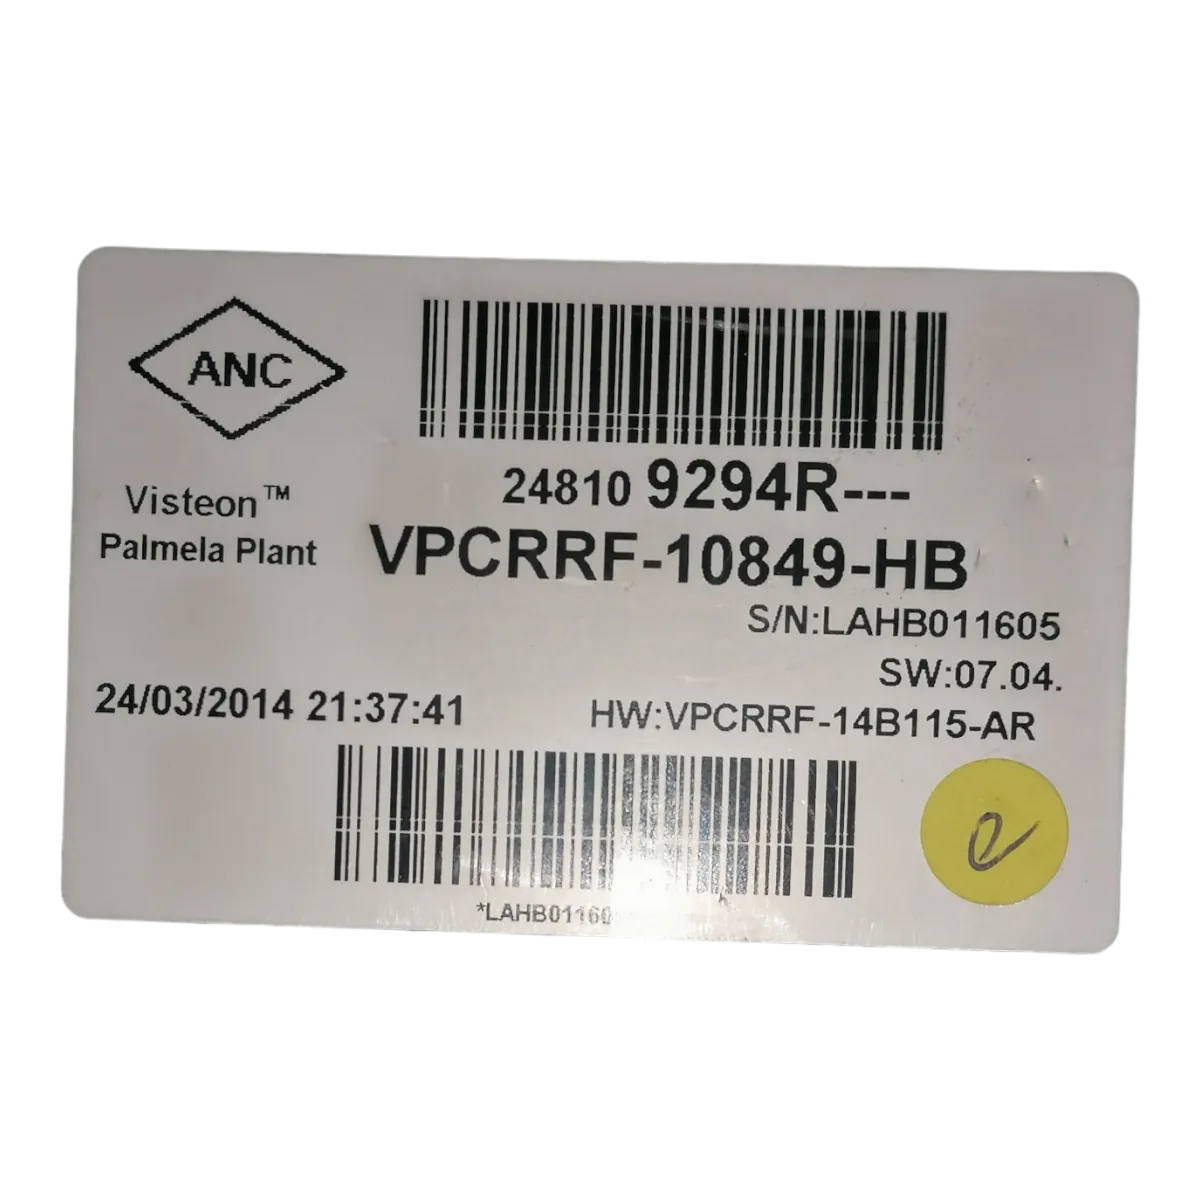 ANC
Visteon™
Palmela Plant
24810 9294R---
VPCRRF-10849-HB
S/N:LAHB011605
SW:07.04.
24/03/2014 21:37:41
HW:VPCRRF-14B115-AR
e
*LAHB01160